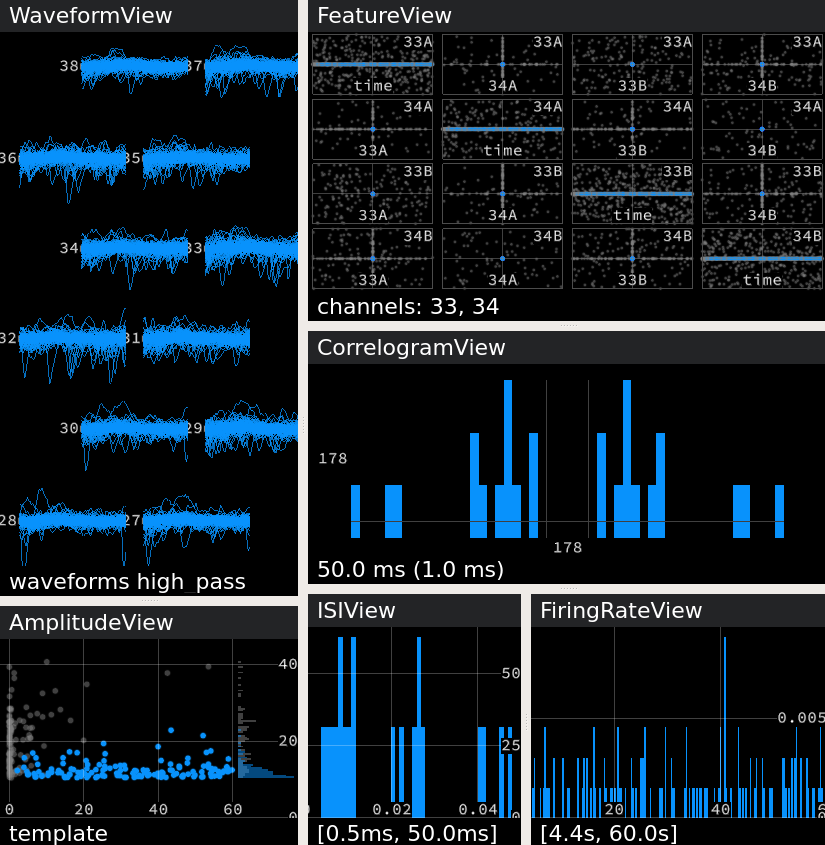 WaveformView
38 37
36 35
34 33
32 31
30 29
28 27
waveforms high_pass
FeatureView
33A 33A 33A 33A
time 34A 33B 34B
34A 34A 34A 34A
33A time 33B 34B
33B 33B 33B 33B
33A 34A time 34B
34B 34B 34B 34B
33A 34A 33B time
channels: 33, 34
CorrelogramView
178
178
50.0 ms (1.0 ms)
AmplitudeView
40
20
0 20 40 60
template
ISIView
50
25
0.02 0.04
[0.5ms, 50.0ms]
FiringRateView
0.005
20 40
[4.4s, 60.0s]